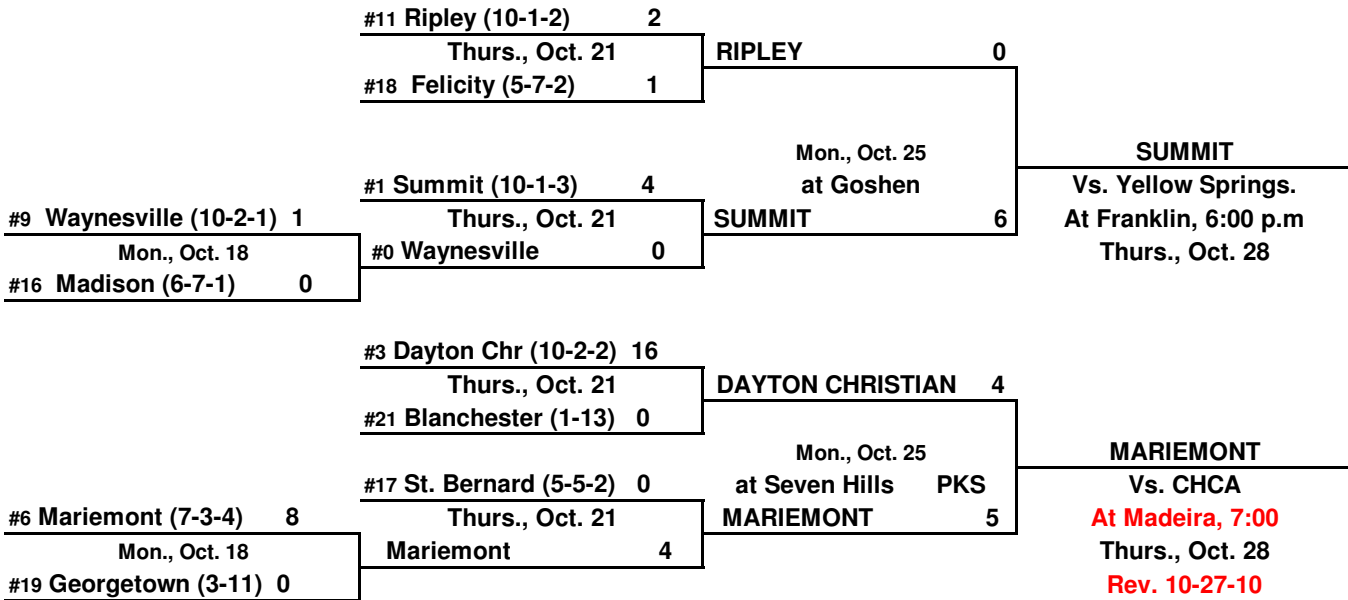 #11 Ripley (10-1-2) 2
Thurs., Oct. 21
#18 Felicity (5-7-2) 1
RIPLEY 0
Mon., Oct. 25
at Goshen
#1 Summit (10-1-3) 4
Thurs., Oct. 21
#0 Waynesville 0
SUMMIT 6
#9 Waynesville (10-2-1) 1
Mon., Oct. 18
#16 Madison (6-7-1) 0
SUMMIT
Vs. Yellow Springs.
At Franklin, 6:00 p.m
Thurs., Oct. 28
#3 Dayton Chr (10-2-2) 16
Thurs., Oct. 21
#21 Blanchester (1-13) 0
DAYTON CHRISTIAN 4
Mon., Oct. 25
at Seven Hills PKS
#17 St. Bernard (5-5-2) 0
Thurs., Oct. 21
Mariemont 4
MARIEMONT 5
#6 Mariemont (7-3-4) 8
Mon., Oct. 18
#19 Georgetown (3-11) 0
MARIEMONT
Vs. CHCA
At Madeira, 7:00
Thurs., Oct. 28
Rev. 10-27-10